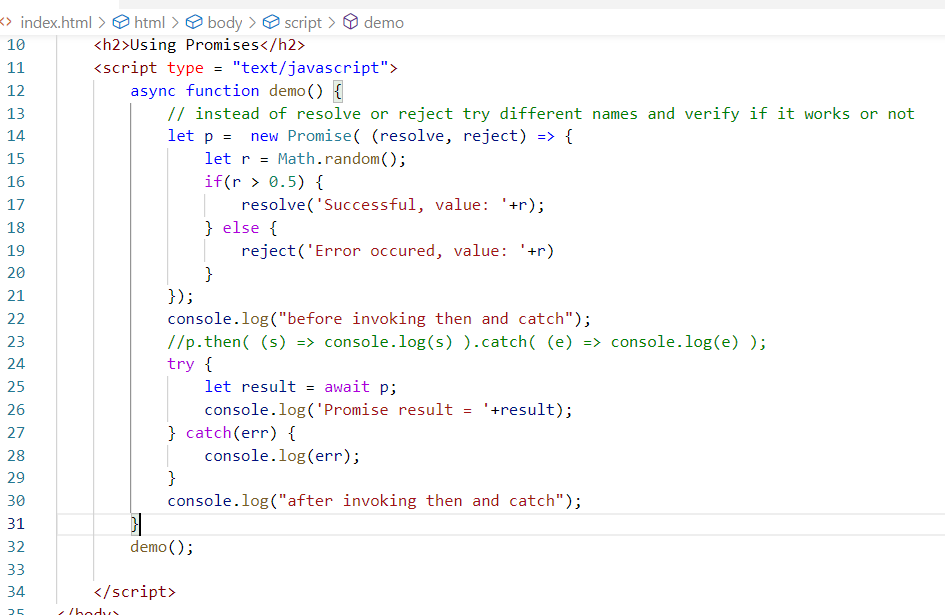 index.html > html > body > script > demo
10 <h2>Using Promises</h2>
11 <script type = "text/javascript">
12 async function demo() {
13 // instead of resolve or reject try different names and verify if it works or not
14 let p =  new Promise( (resolve, reject) => {
15 let r = Math.random();
16 if(r > 0.5) {
17 resolve('Successful, value: '+r);
18 } else {
19 reject('Error occured, value: '+r)
20 }
21 });
22 console.log("before invoking then and catch");
23 //p.then( (s) => console.log(s) ).catch( (e) => console.log(e) );
24 try {
25 let result = await p;
26 console.log('Promise result = '+result);
27 } catch(err) {
28 console.log(err);
29 }
30 console.log("after invoking then and catch");
31 }
32 demo();
33
34 </script>
35 </body>